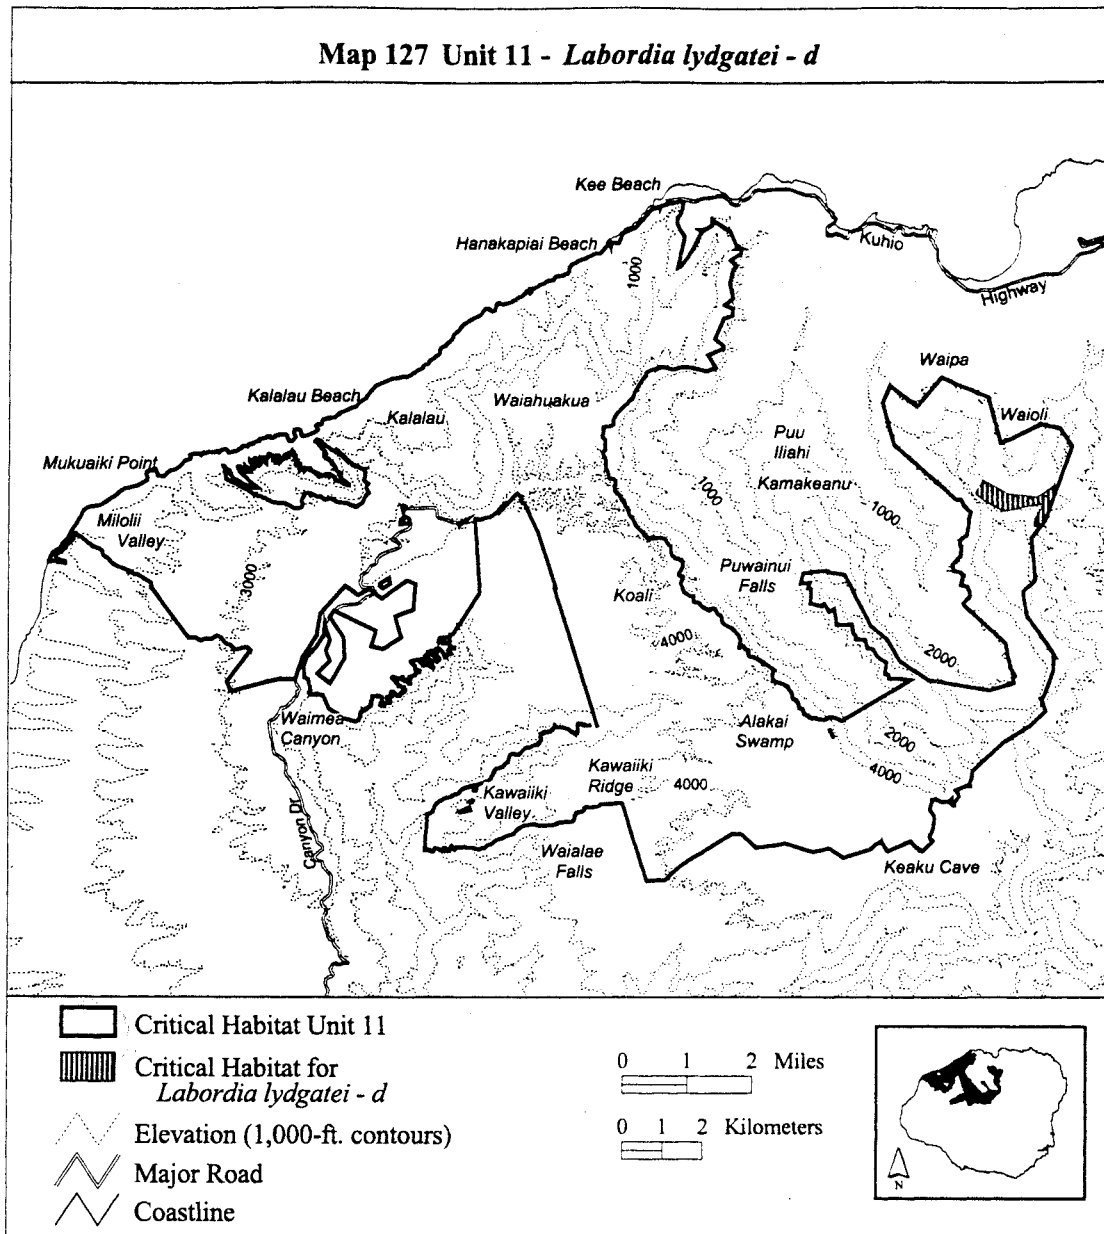 Map 127 Unit 11 - Labordia lydgatei - d
Kee Beach
Hanakapiai Beach
Kuhio
Highway
1000
Waipa
Kalalau Beach
Kalalau
Waiahuakua
Waioli
Puu
Iliahi
Mukuaiki Point
Kamakeanu
1000
1000
Milolii
Valley
3000
Koali
Puwainui
Falls
4000
2000
Waimea
Canyon
Alakai
Swamp
2000
4000
Kawaiiki
Ridge
4000
Kawaiiki
Valley
Canyon Dr
Waialae
Falls
Keaku Cave
Critical Habitat Unit 11
Critical Habitat for
Labordia lydgatei - d
Elevation (1,000-ft. contours)
Major Road
Coastline
0 1 2 Miles
0 1 2 Kilometers
N